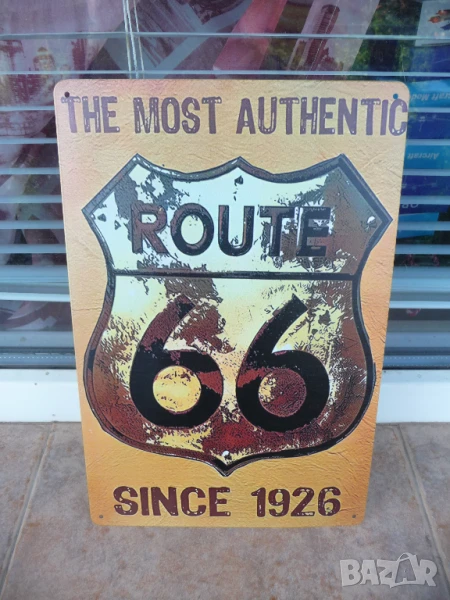 THE MOST AUTHENTIC
ROUTE
66
SINCE 1926
BAZAR